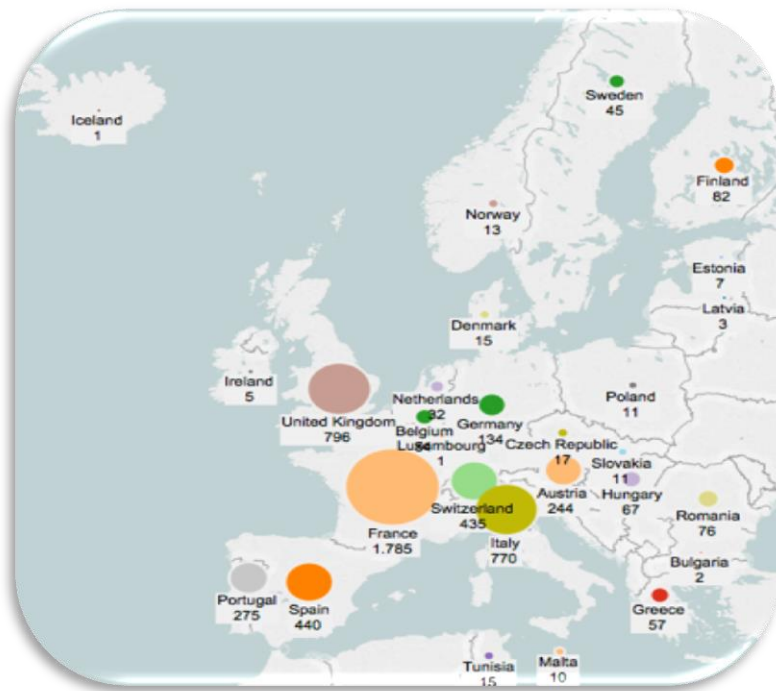 Iceland
1
Sweden
45
Finland
82
Norway
13
Estonia
7
Latvia
3
Denmark
15
Ireland
5
United Kingdom
796
Netherlands
32
Belgium
Luxembourg
1
Germany
134
Poland
11
Czech Republic
17
Slovakia
11
Austria
244
Hungary
67
Switzerland
435
France
1.785
Italy
770
Romania
76
Bulgaria
2
Portugal
275
Spain
440
Greece
57
Tunisia
15
Malta
10